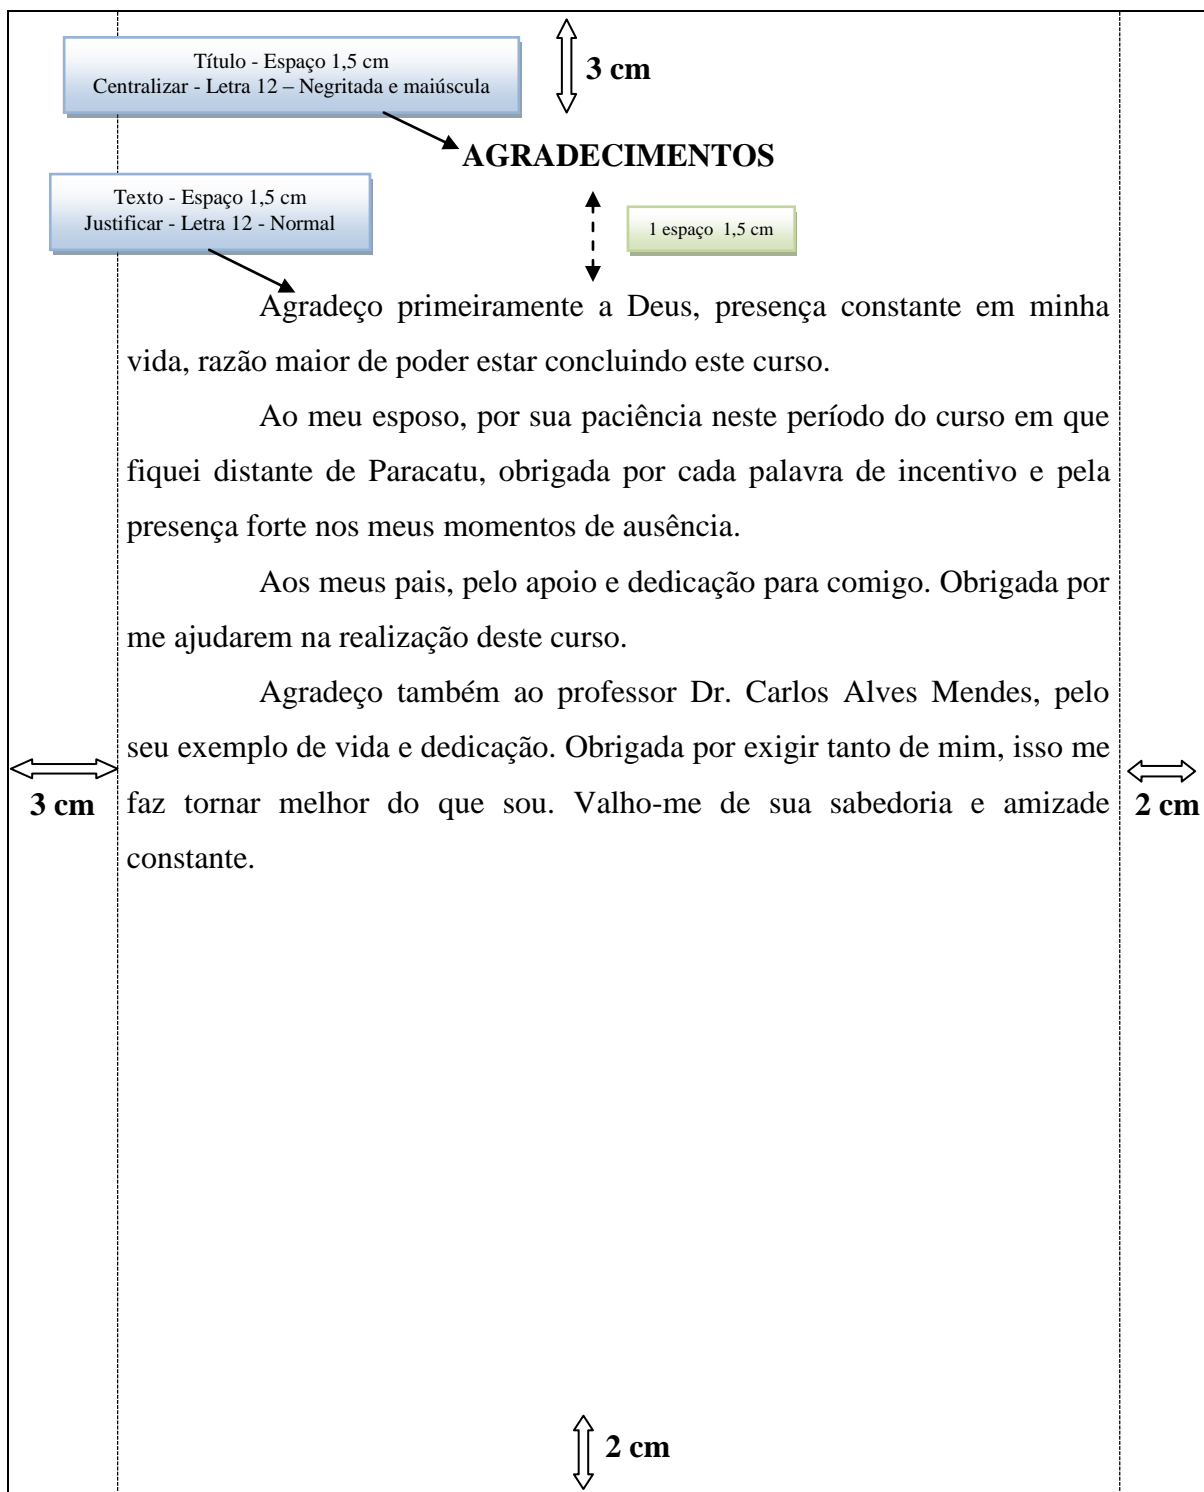 Título - Espaço 1,5 cm
Centralizar - Letra 12 – Negritada e maiúscula
3 cm
AGRADECIMENTOS
Texto - Espaço 1,5 cm
Justificar - Letra 12 - Normal
1 espaço 1,5 cm
Agradeço primeiramente a Deus, presença constante em minha
vida, razão maior de poder estar concluindo este curso.
Ao meu esposo, por sua paciência neste período do curso em que
fiquei distante de Paracatu, obrigada por cada palavra de incentivo e pela
presença forte nos meus momentos de ausência.
Aos meus pais, pelo apoio e dedicação para comigo. Obrigada por
me ajudarem na realização deste curso.
Agradeço também ao professor Dr. Carlos Alves Mendes, pelo
seu exemplo de vida e dedicação. Obrigada por exigir tanto de mim, isso me
faz tornar melhor do que sou. Valho-me de sua sabedoria e amizade
constante.
3 cm
2 cm
2 cm